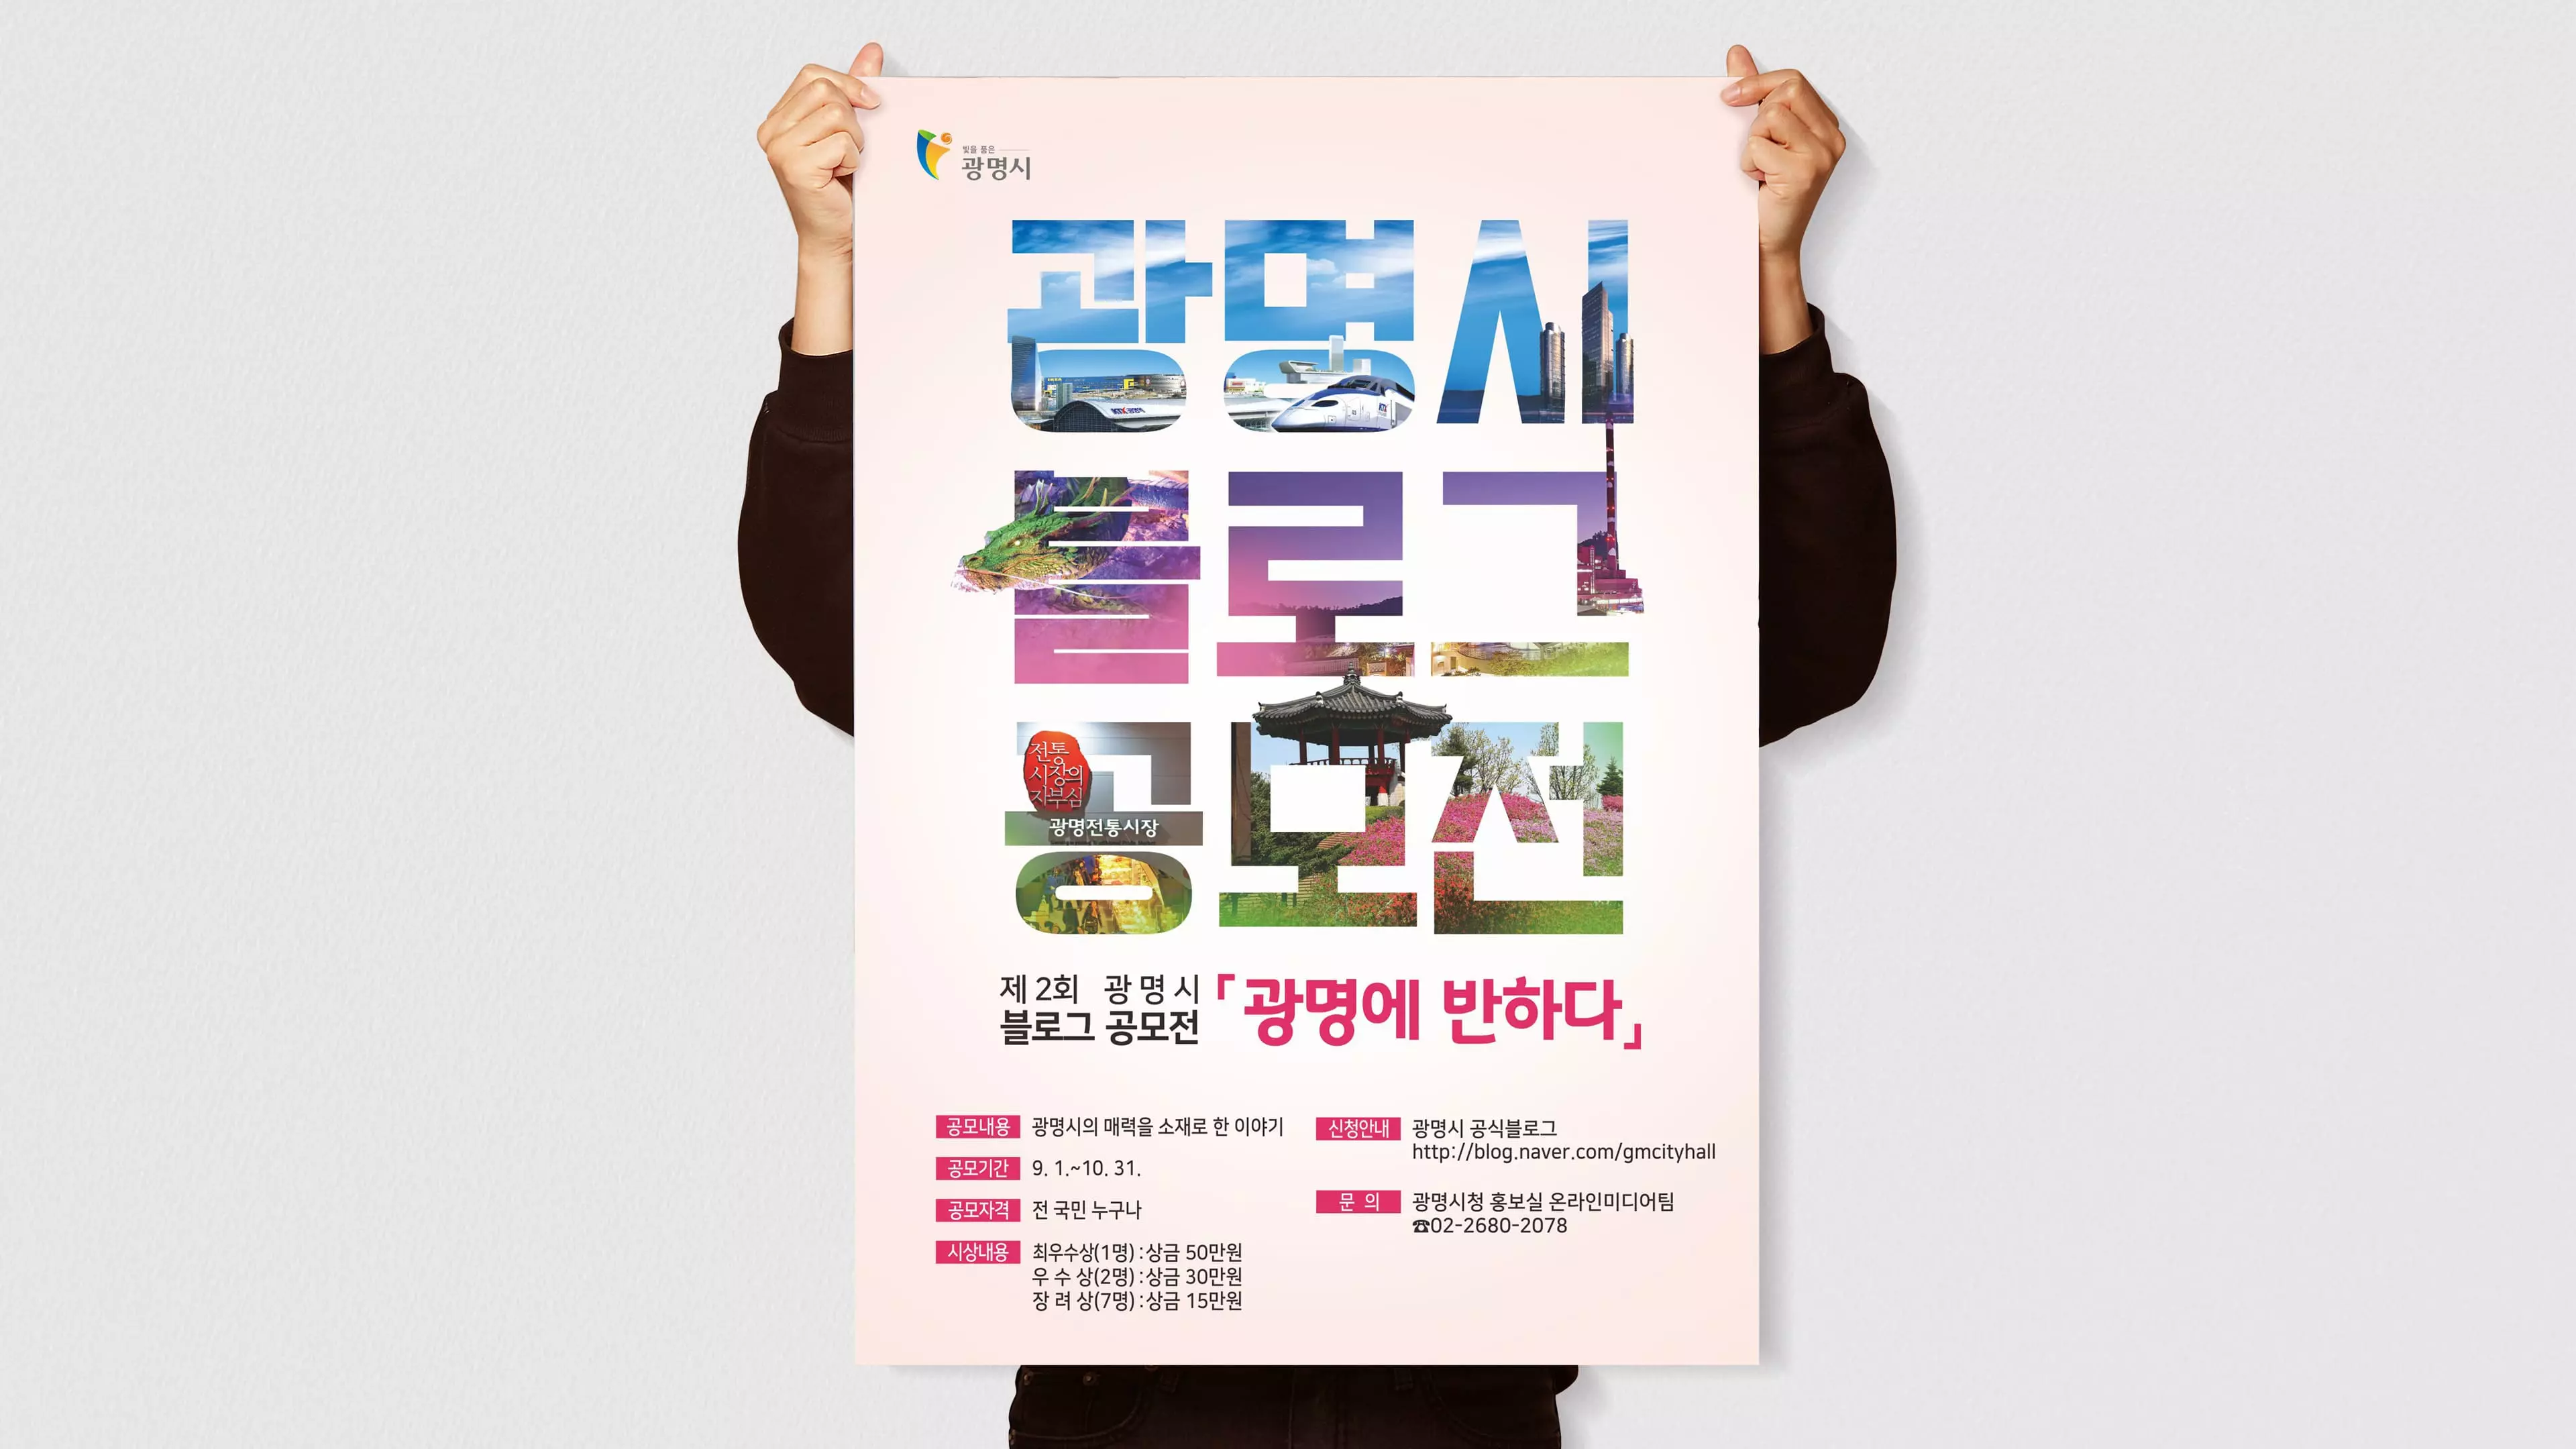 빛을 품은
광명시
광명시
KTX 광명역
블로그
공모전
전통
시장의
자부심
광명전통시장
제 2회 광 명 시
블로그 공모전
「광명에 반하다」
공모내용 광명시의 매력을 소재로 한 이야기
공모기간 9. 1.~10. 31.
공모자격 전 국민 누구나
시상내용 최우수상(1명) : 상금 50만원
우 수 상(2명) : 상금 30만원
장 려 상(7명) : 상금 15만원
신청안내 광명시 공식블로그
http://blog.naver.com/gmcityhall
문 의 광명시청 홍보실 온라인미디어팀
☎02-2680-2078